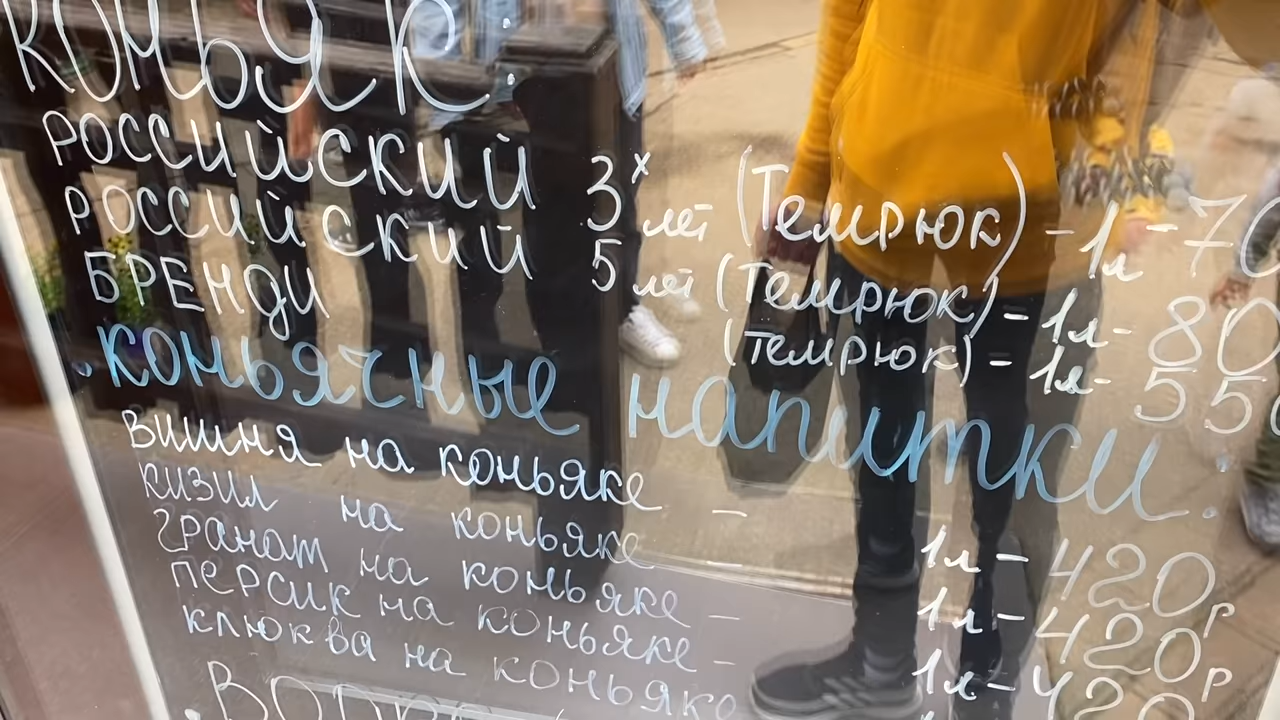 КОНЬЯК:
РОССИЙСКИЙ 3х лет (Темрюк) - 1л - 70
РОССИЙСКИЙ 5 лет (Темрюк) - 1л - 80
БРЕНДИ (темрюк) - 1л - 55
.коньячные напитки:
вишня на коньяке - 1л - 420р
кизил на коньяке - 1л - 420р
гранат на коньяке - 1л - 420
персик на коньяке -
клюква на коньяке